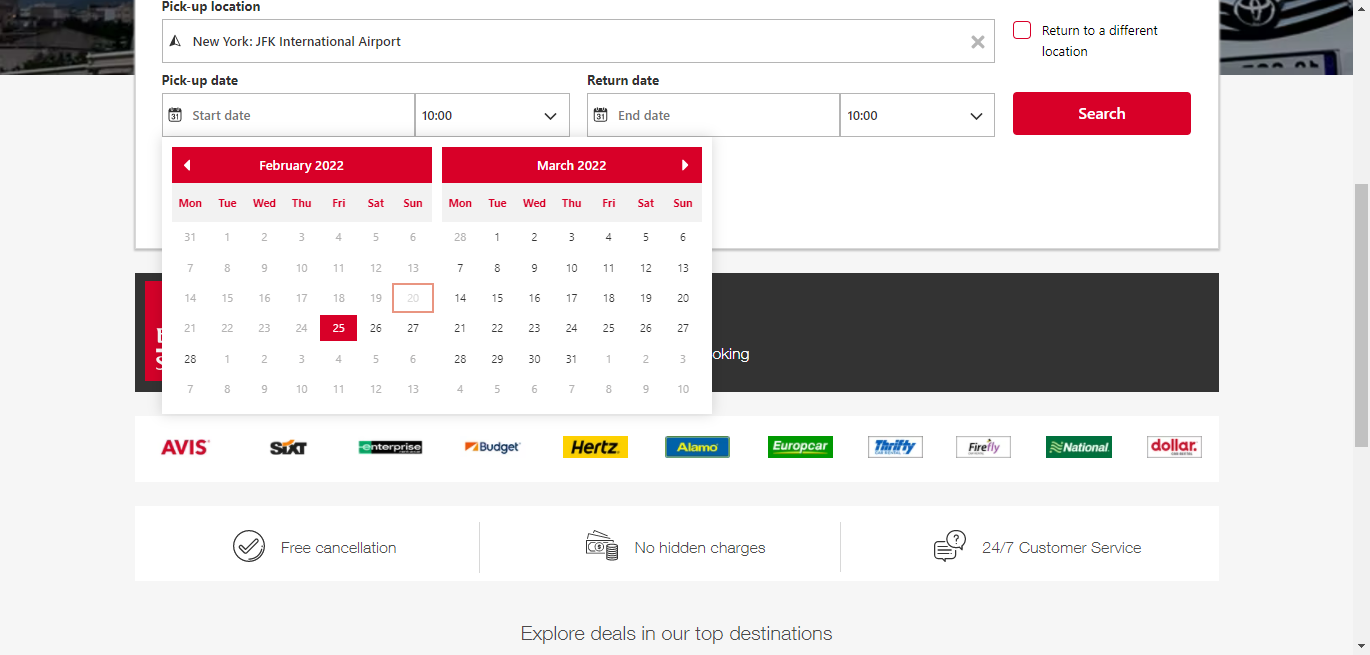 Pick-up location
New York: JFK International Airport
Return to a different
location
Pick-up date
Return date
31 Start date
10:00
31 End date
10:00
Search
February 2022
March 2022
Mon Tue Wed Thu Fri Sat Sun
31 1 2 3 4 5 6
7 8 9 10 11 12 13
14 15 16 17 18 19 20
21 22 23 24 25 26 27
28 1 2 3 4 5 6
7 8 9 10 11 12 13
Mon Tue Wed Thu Fri Sat Sun
28 1 2 3 4 5 6
7 8 9 10 11 12 13
14 15 16 17 18 19 20
21 22 23 24 25 26 27
28 29 30 31 1 2 3
4 5 6 7 8 9 10
oking
AVIS SIXT enterprise Budget Hertz Alamo Europcar Thrifty Firefly National dollar.
Free cancellation
No hidden charges
24/7 Customer Service
Explore deals in our top destinations